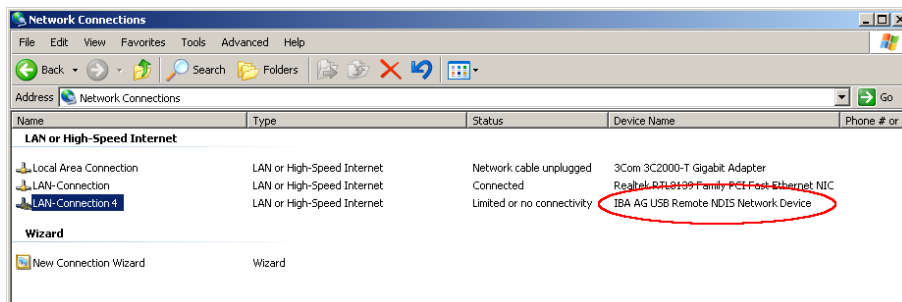 Network Connections
File Edit View Favorites Tools Advanced Help
Back Search Folders
Address Network Connections Go
Name Type Status Device Name Phone # or
LAN or High-Speed Internet
Local Area Connection LAN or High-Speed Internet Network cable unplugged 3Com 3C2000-T Gigabit Adapter
LAN-Connection LAN or High-Speed Internet Connected Realtek RTL8139 Family PCI Fast Ethernet NIC
LAN-Connection 4 LAN or High-Speed Internet Limited or no connectivity IBA AG USB Remote NDIS Network Device
Wizard
New Connection Wizard Wizard